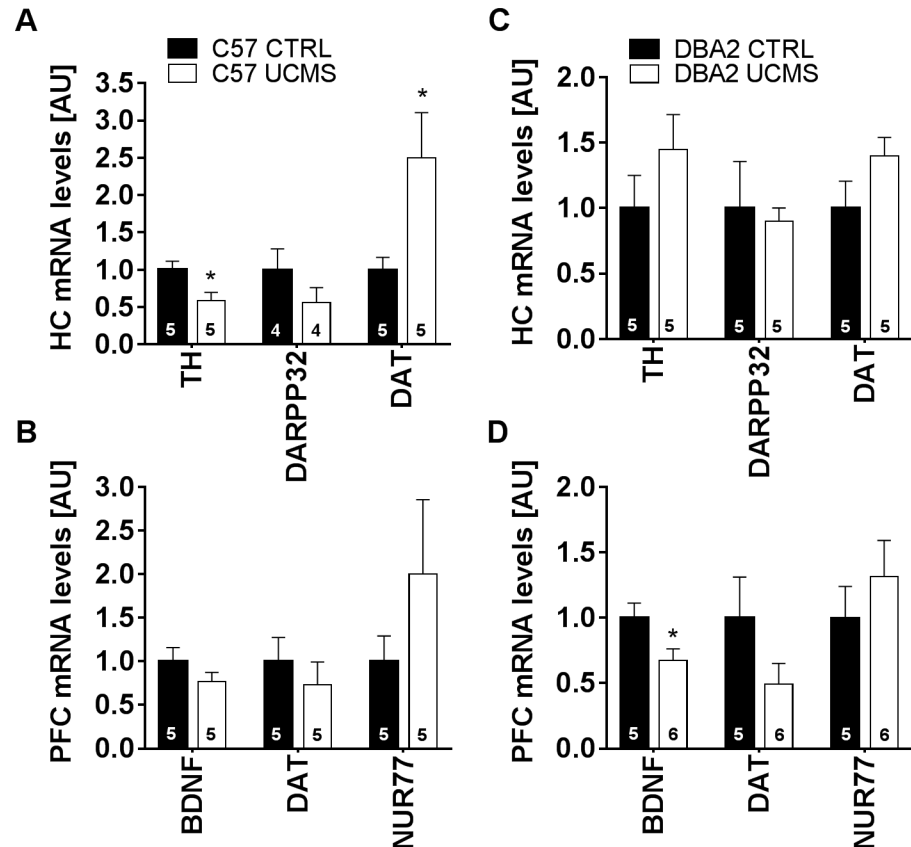 A
C57 CTRL
C57 UCMS
HC mRNA levels [AU]
3.5
3.0
2.5
2.0
1.5
1.0
0.5
0.0
*
*
5 5 4 4 5 5
TH DARPP32 DAT
C
DBA2 CTRL
DBA2 UCMS
HC mRNA levels [AU]
2.0
1.5
1.0
0.5
0.0
5 5 5 5 5 5
TH DARPP32 DAT
B
PFC mRNA levels [AU]
3.0
2.5
2.0
1.5
1.0
0.5
0.0
5 5 5 5 5 5
BDNF DAT NUR77
D
PFC mRNA levels [AU]
2.0
1.5
1.0
0.5
0.0
*
5 6 5 6 5 6
BDNF DAT NUR77